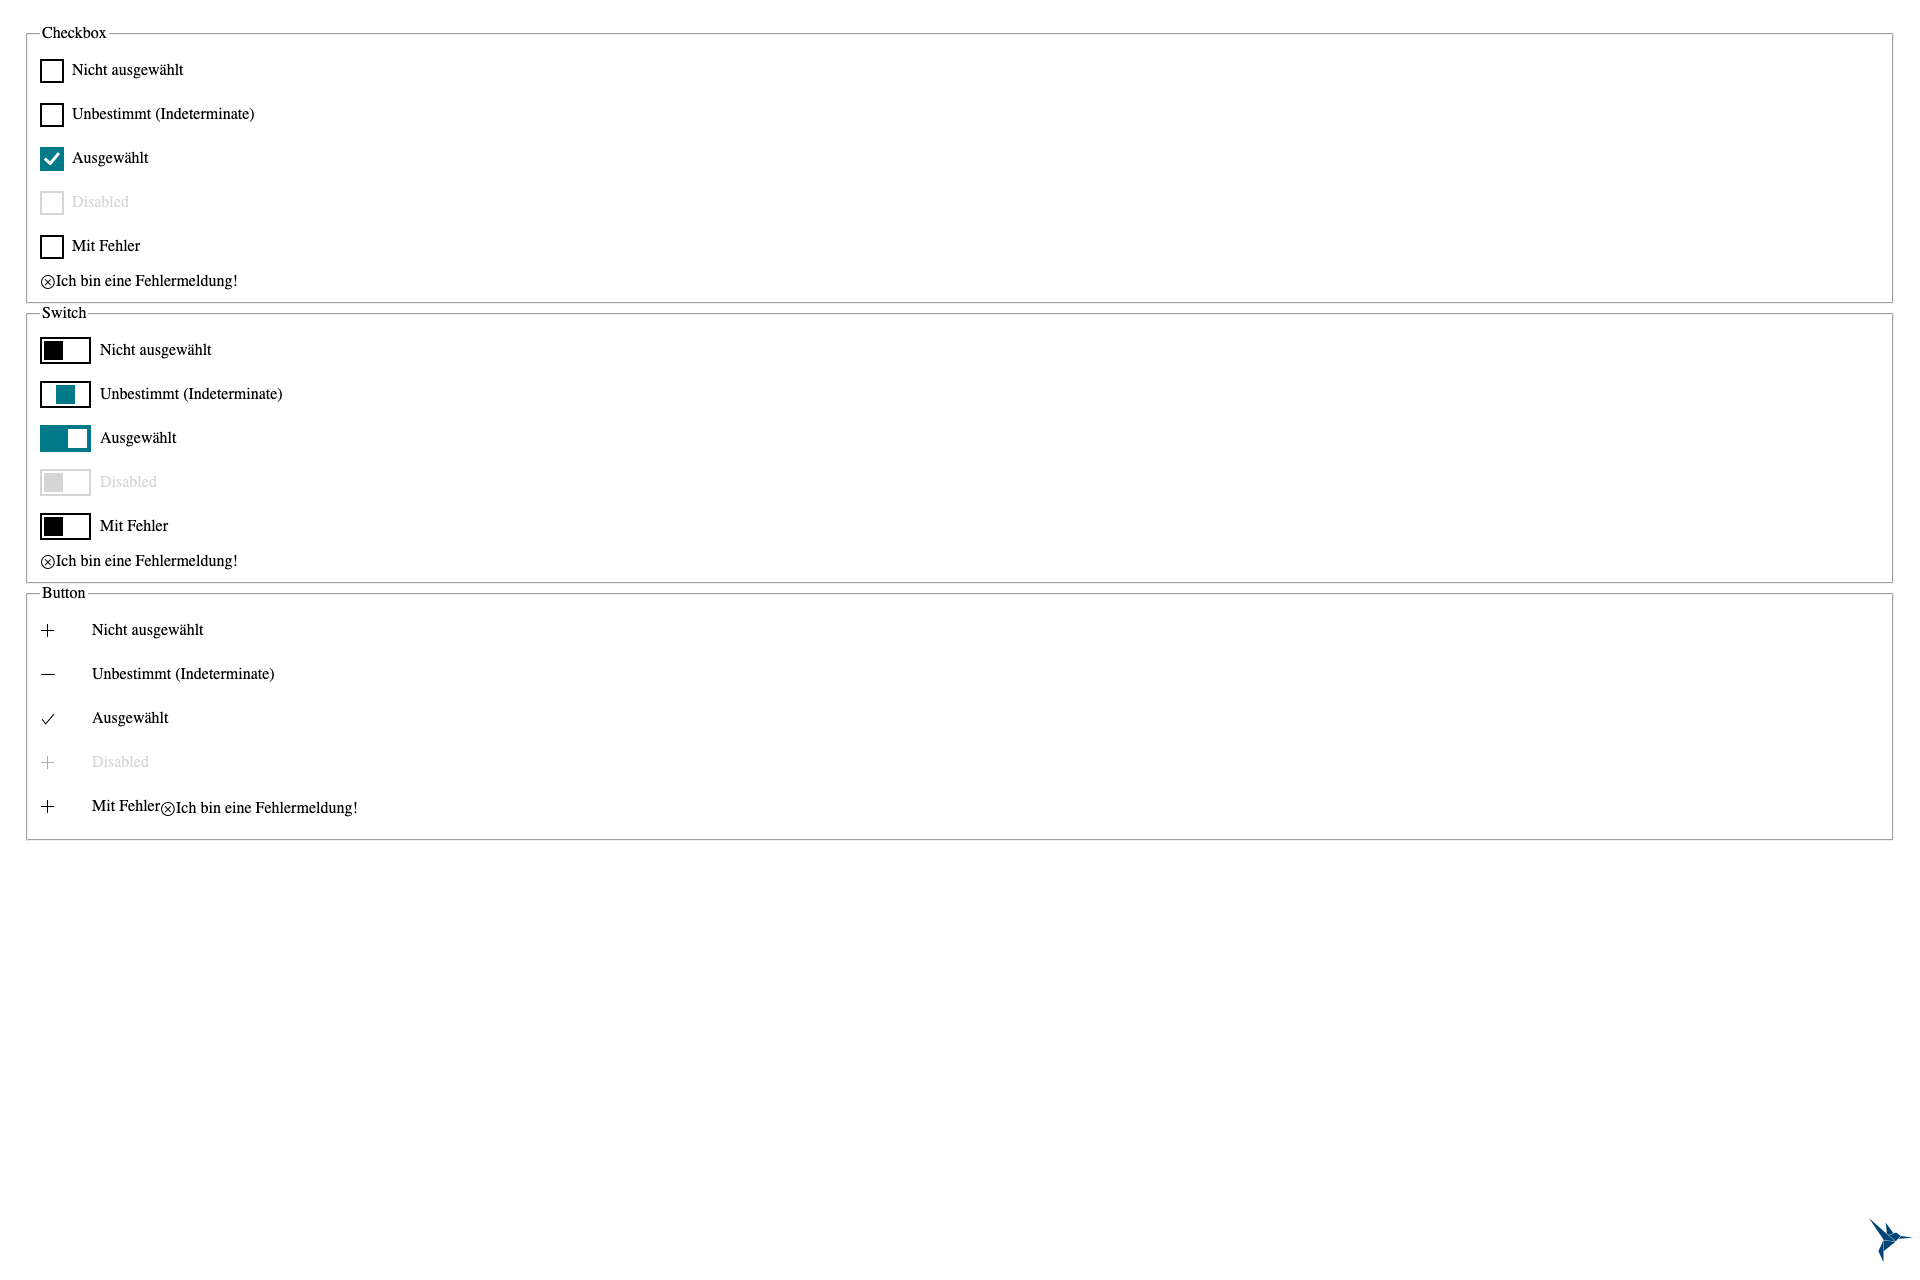 Checkbox
Nicht ausgewählt
Unbestimmt (Indeterminate)
Ausgewählt
Disabled
Mit Fehler
Ich bin eine Fehlermeldung!
Switch
Nicht ausgewählt
Unbestimmt (Indeterminate)
Ausgewählt
Disabled
Mit Fehler
Ich bin eine Fehlermeldung!
Button
Nicht ausgewählt
Unbestimmt (Indeterminate)
Ausgewählt
Disabled
Mit Fehler Ich bin eine Fehlermeldung!